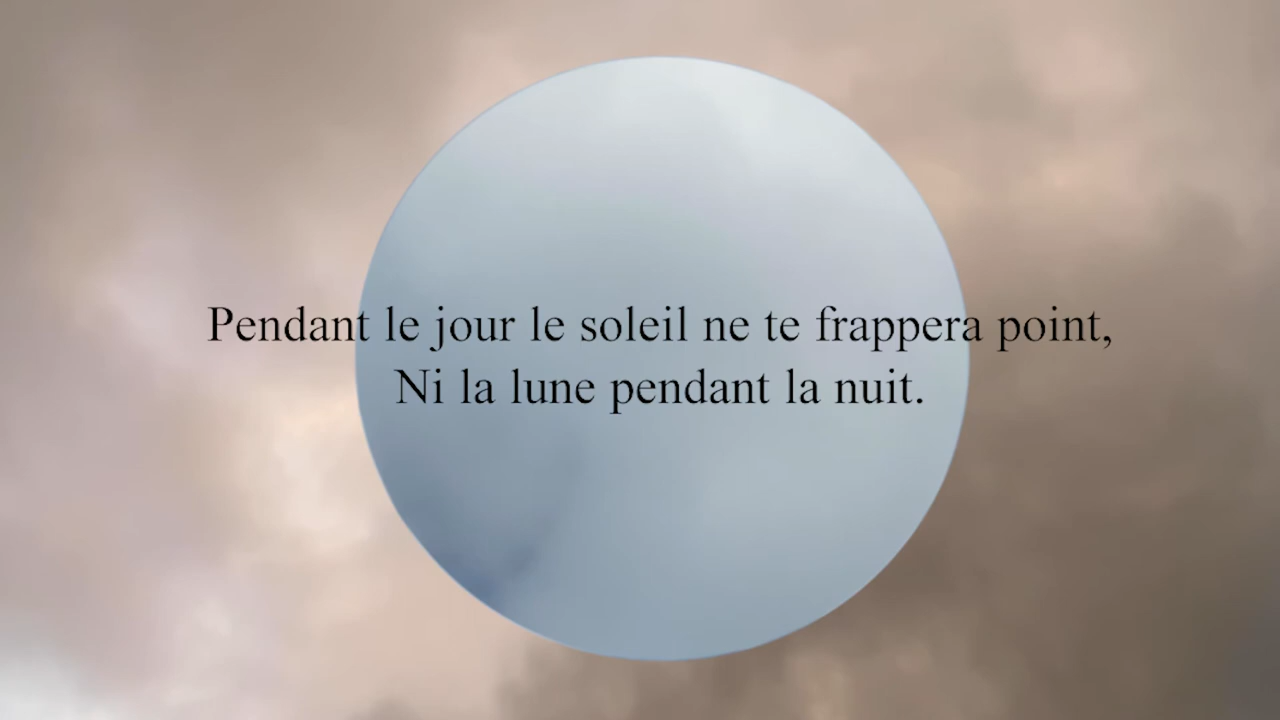 Pendant le jour le soleil ne te frappera point,
Ni la lune pendant la nuit.